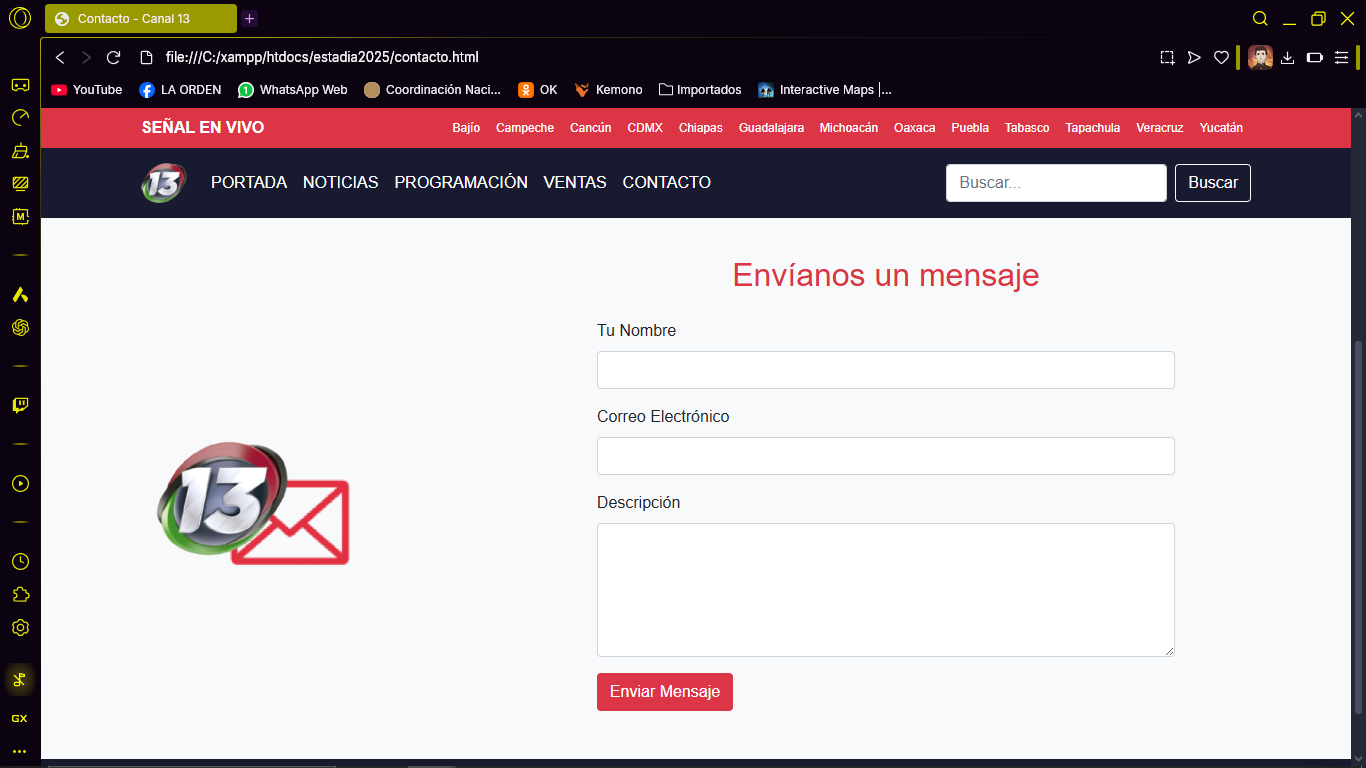 Contacto - Canal 13
file:///C:/xampp/htdocs/estadia2025/contacto.html
YouTube LA ORDEN WhatsApp Web Coordinación Naci... OK Kemono Importados Interactive Maps |...
SEÑAL EN VIVO Bajío Campeche Cancún CDMX Chiapas Guadalajara Michoacán Oaxaca Puebla Tabasco Tapachula Veracruz Yucatán
13 PORTADA NOTICIAS PROGRAMACIÓN VENTAS CONTACTO Buscar... Buscar
Envíanos un mensaje
Tu Nombre
Correo Electrónico
13
Descripción
Enviar Mensaje
M
GX